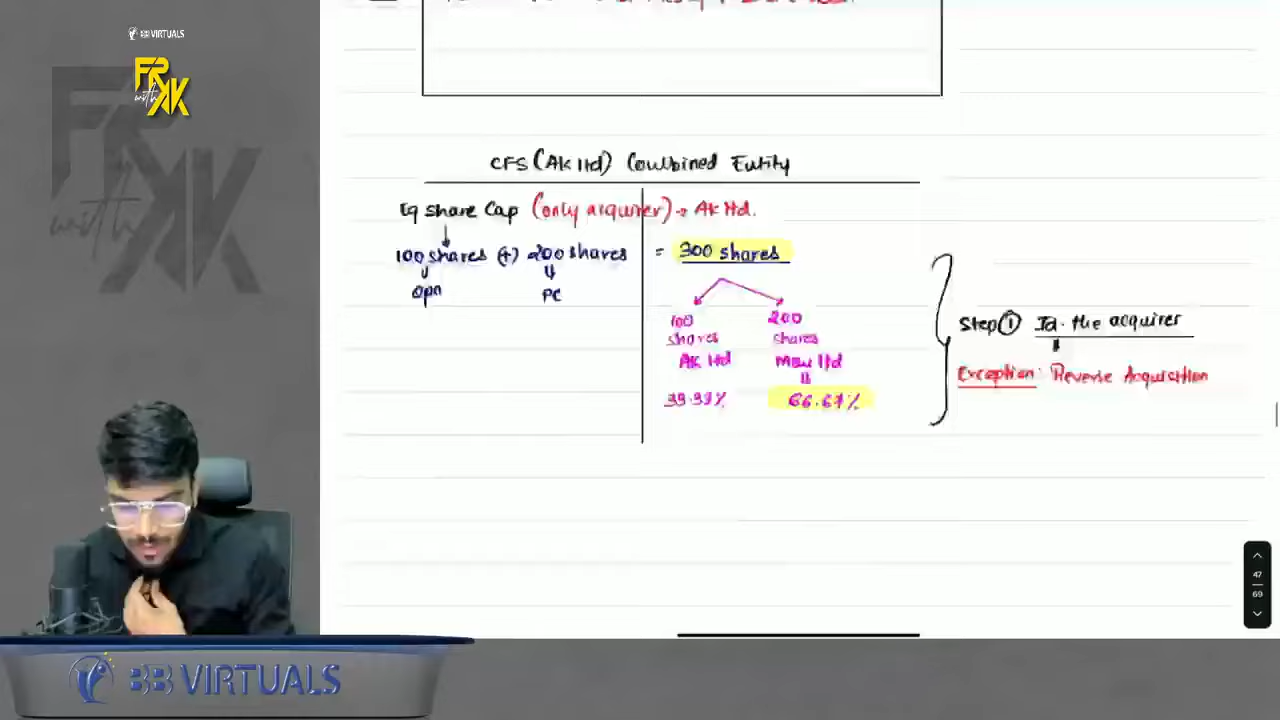 BB VIRTUALS
FR
with
KK
CFS (AK ltd) Combined Entity
Eq share Cap (only acquirer) → AK ltd.
100 shares (+) 200 shares = 300 shares
Opn PC
100 shares AK ltd 33.33%
200 shares ltd 66.67%
Step ① Id. the acquirer
Exception: Reverse Acquisition
47
69
BB VIRTUALS